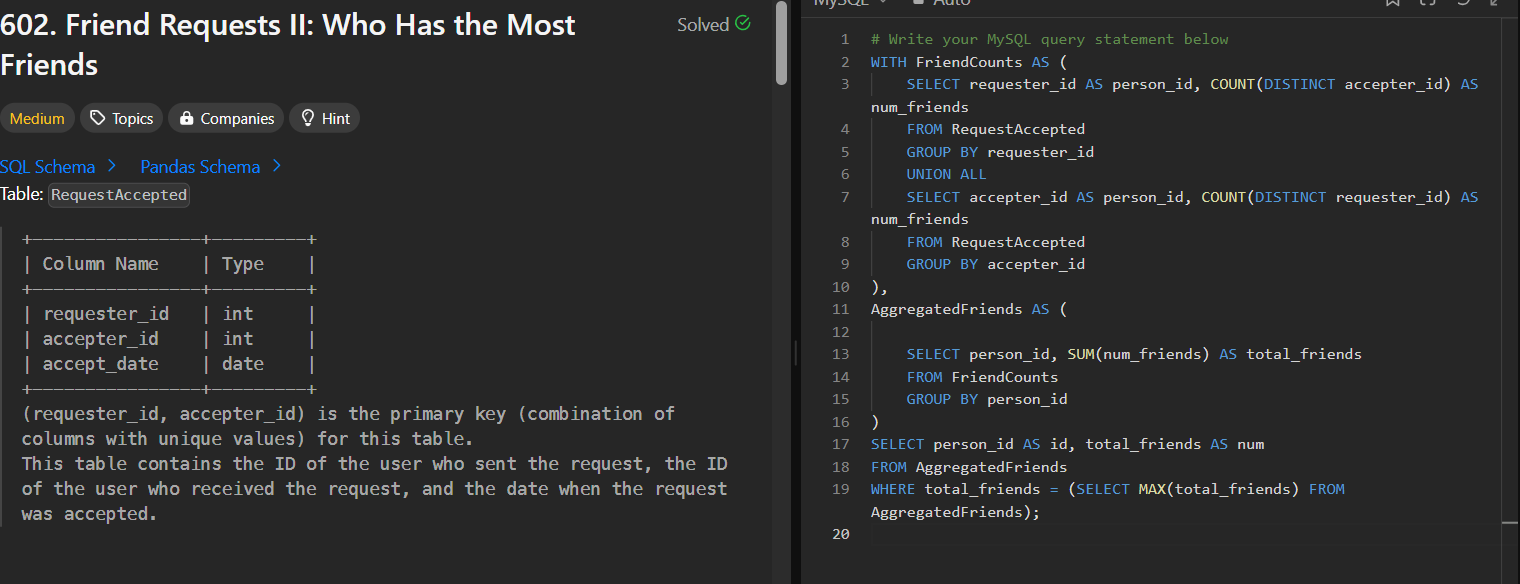 602. Friend Requests II: Who Has the Most
Friends
Solved
Medium
Topics
Companies
Hint
SQL Schema
Pandas Schema
Table: RequestAccepted
+----------------+---------+
| Column Name    | Type    |
+----------------+---------+
| requester_id   | int     |
| accepter_id    | int     |
| accept_date    | date    |
+----------------+---------+
(requester_id, accepter_id) is the primary key (combination of
columns with unique values) for this table.
This table contains the ID of the user who sent the request, the ID
of the user who received the request, and the date when the request
was accepted.
MySQL
Auto
1 # Write your MySQL query statement below
2 WITH FriendCounts AS (
3     SELECT requester_id AS person_id, COUNT(DISTINCT accepter_id) AS
num_friends
4     FROM RequestAccepted
5     GROUP BY requester_id
6     UNION ALL
7     SELECT accepter_id AS person_id, COUNT(DISTINCT requester_id) AS
num_friends
8     FROM RequestAccepted
9     GROUP BY accepter_id
10 ),
11 AggregatedFriends AS (
12
13     SELECT person_id, SUM(num_friends) AS total_friends
14     FROM FriendCounts
15     GROUP BY person_id
16 )
17 SELECT person_id AS id, total_friends AS num
18 FROM AggregatedFriends
19 WHERE total_friends = (SELECT MAX(total_friends) FROM
AggregatedFriends);
20